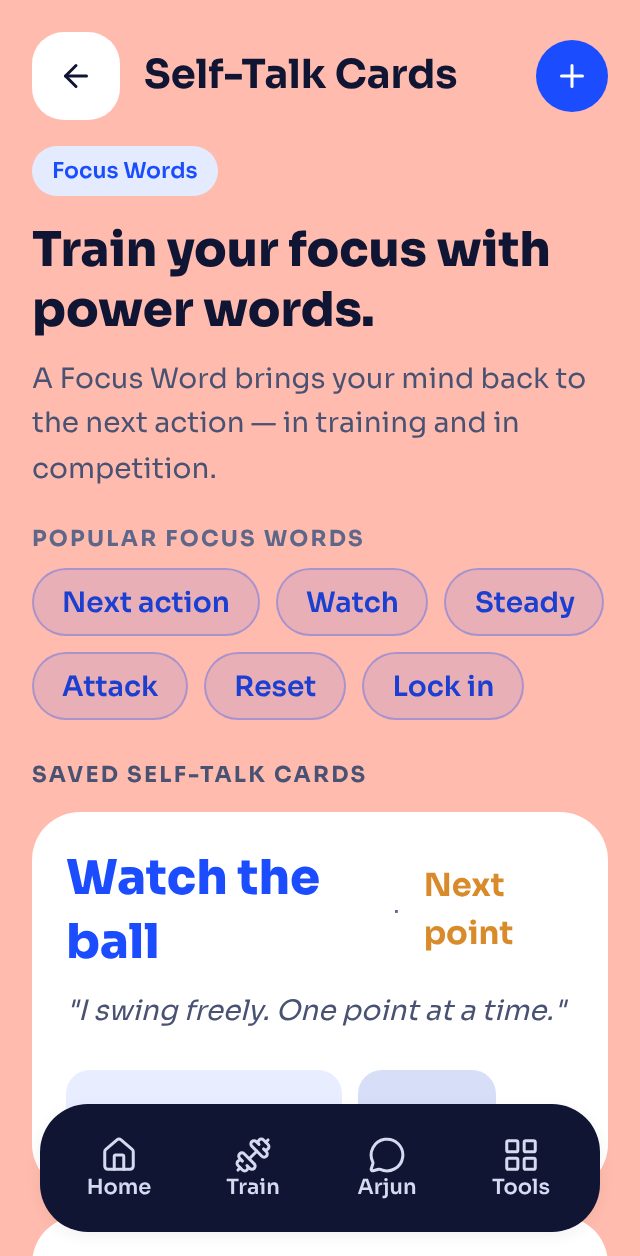 Self-Talk Cards
Focus Words
Train your focus with
power words.
A Focus Word brings your mind back to
the next action — in training and in
competition.
POPULAR FOCUS WORDS
Next action
Watch
Steady
Attack
Reset
Lock in
SAVED SELF-TALK CARDS
Watch the
ball
·
Next
point
"I swing freely. One point at a time."
Home
Train
Arjun
Tools